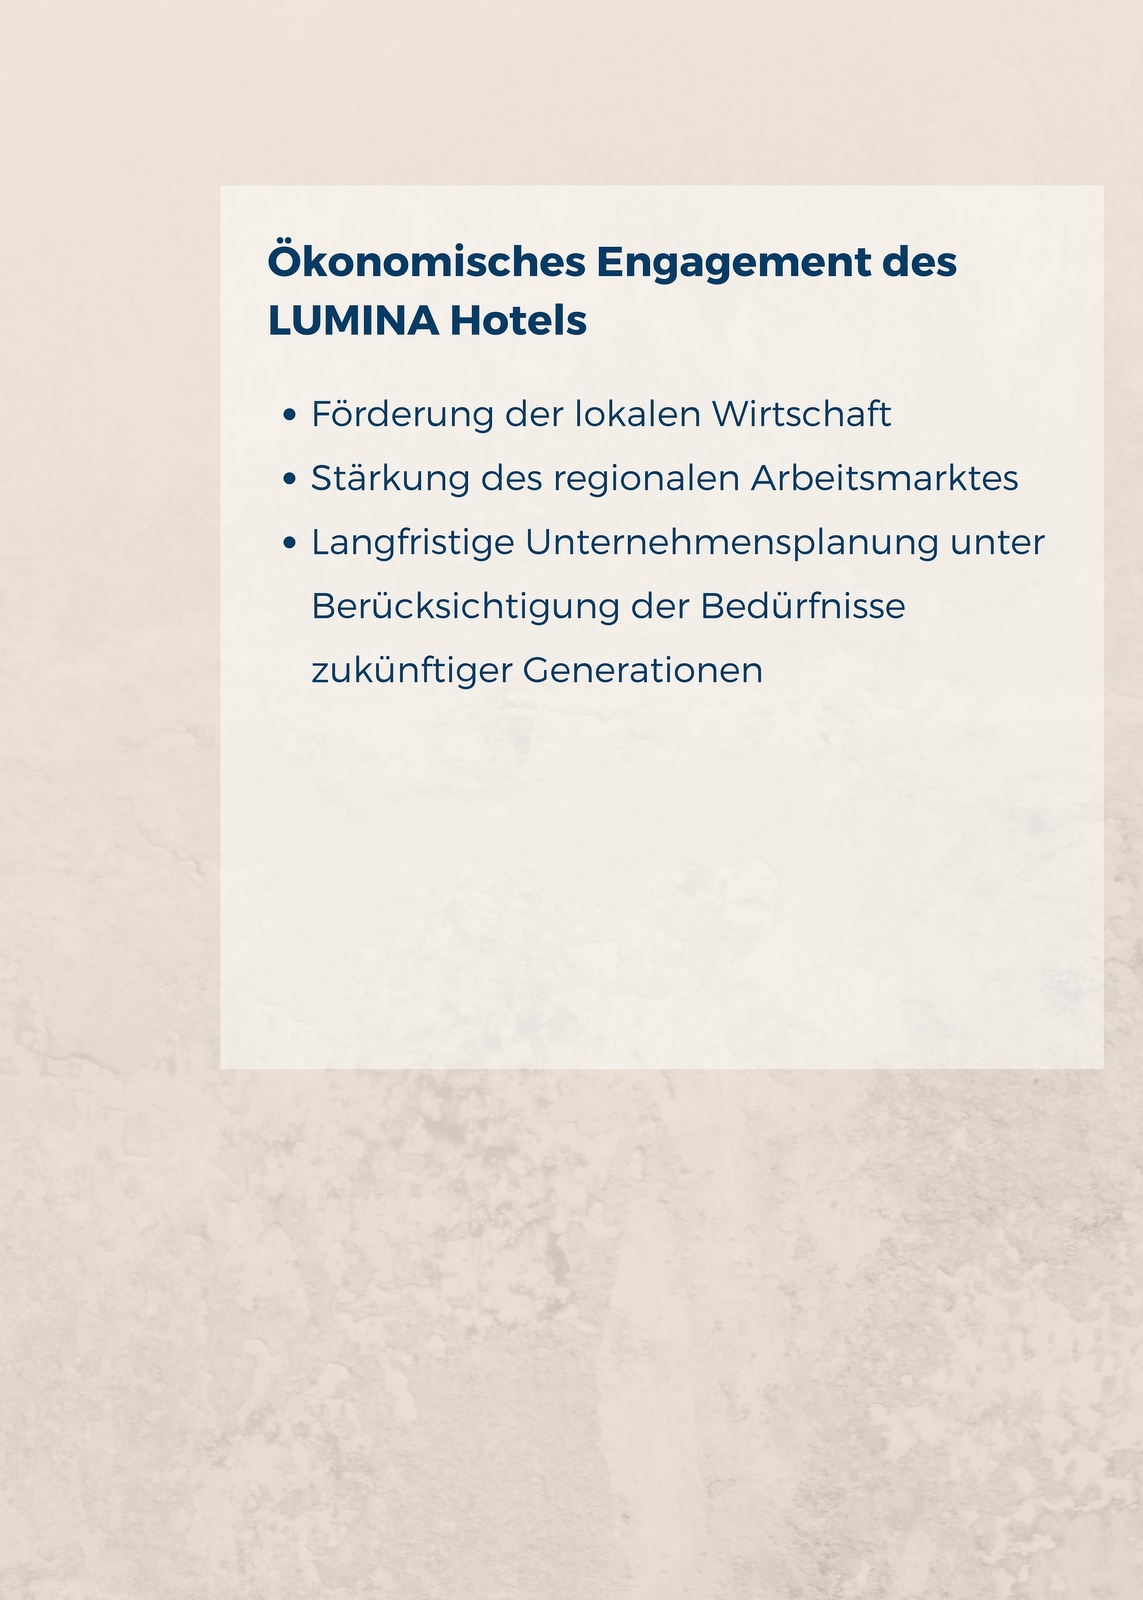 Ökonomisches Engagement des
LUMINA Hotels
• Förderung der lokalen Wirtschaft
• Stärkung des regionalen Arbeitsmarktes
• Langfristige Unternehmensplanung unter
Berücksichtigung der Bedürfnisse
zukünftiger Generationen